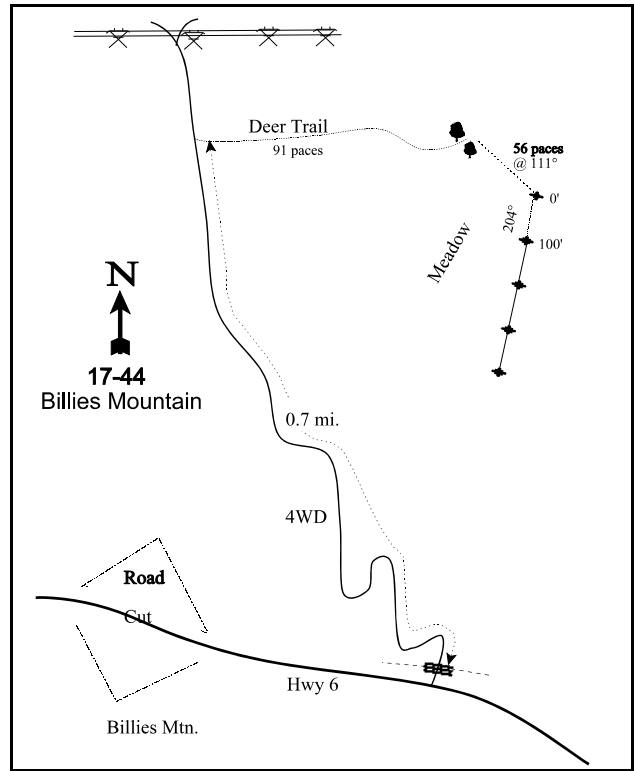 Deer Trail
91 paces
56 paces
@ 111°
0'
204°
100'
Meadow
N
17-44
Billies Mountain
0.7 mi.
4WD
Road
Cut
Hwy 6
Billies Mtn.